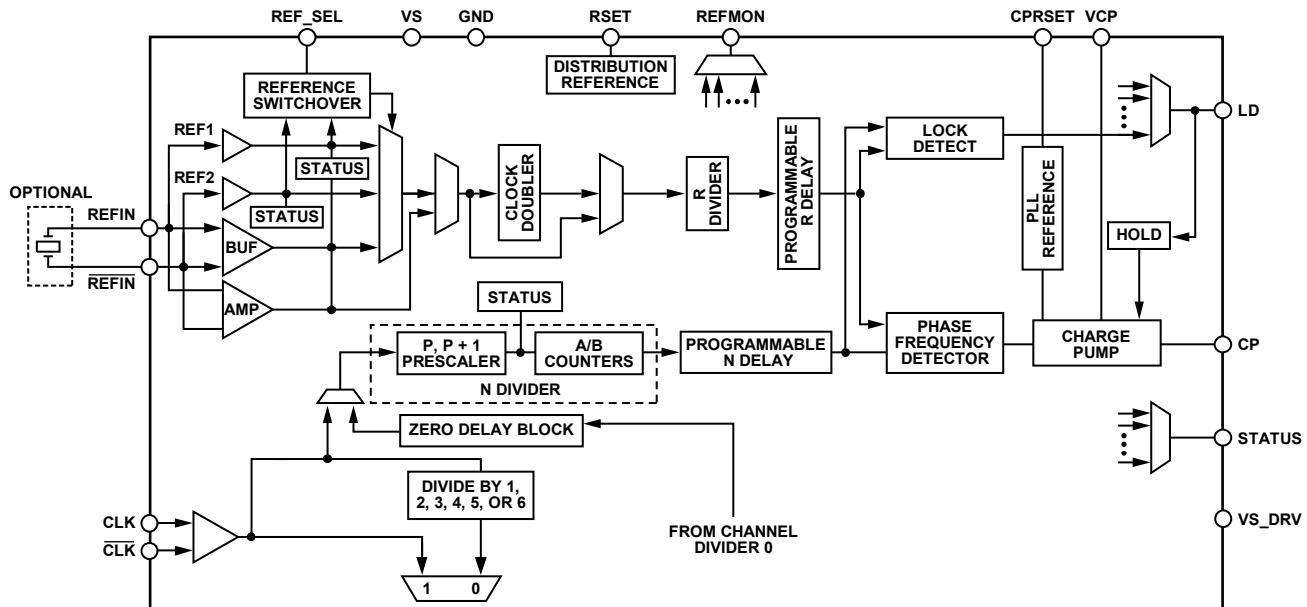 REF_SEL
VS
GND
RSET
REFMON
CPRSET
VCP
DISTRIBUTION
REFERENCE
REFERENCE
SWITCHOVER
REF1
STATUS
REF2
STATUS
OPTIONAL
REFIN
REFIN
BUF
AMP
CLOCK
DOUBLER
R
DIVIDER
PROGRAMMABLE
R DELAY
LOCK
DETECT
PLL
REFERENCE
LD
HOLD
STATUS
P, P + 1
PRESCALER
A/B
COUNTERS
N DIVIDER
PROGRAMMABLE
N DELAY
PHASE
FREQUENCY
DETECTOR
CHARGE
PUMP
CP
ZERO DELAY BLOCK
STATUS
DIVIDE BY 1,
2, 3, 4, 5, OR 6
CLK
CLK
FROM CHANNEL
DIVIDER 0
VS_DRV
1 0